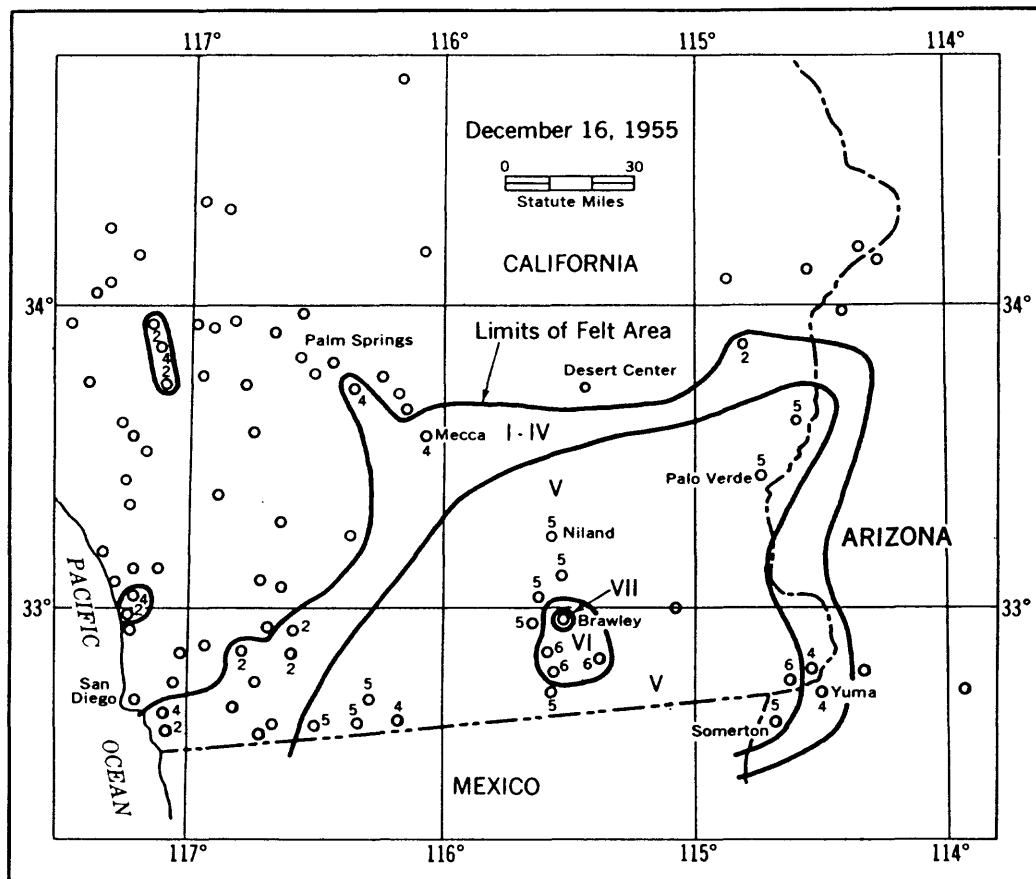 117° 116° 115° 114°
December 16, 1955
0 30
Statute Miles
CALIFORNIA
34° 34°
2
4
2
Limits of Felt Area
Palm Springs
2
Desert Center
4
I-IV
5
Mecca
4
V
5
Palo Verde
5
Niland
ARIZONA
5
5
PACIFIC
4
2
33° VII 33°
5 Brawley
2
VI
2 2
6 6
6
4
San Diego
5
V
6
Yuma
4
5
4
4
5 5
5
Somerton
2
OCEAN
MEXICO
117° 116° 115° 114°